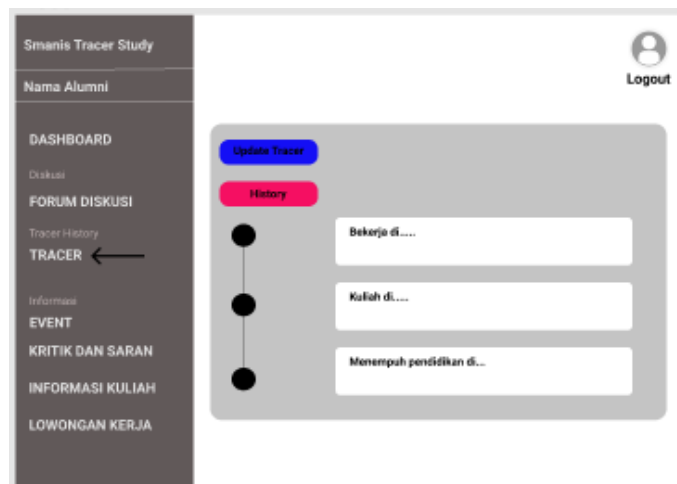 Smanis Tracer Study
Nama Alumni
Logout
DASHBOARD
Diskusi
FORUM DISKUSI
Tracer History
TRACER
Informasi
EVENT
KRITIK DAN SARAN
INFORMASI KULIAH
LOWONGAN KERJA
Update Tracer
History
Bekerja di.....
Kuliah di.....
Menempuh pendidikan di...